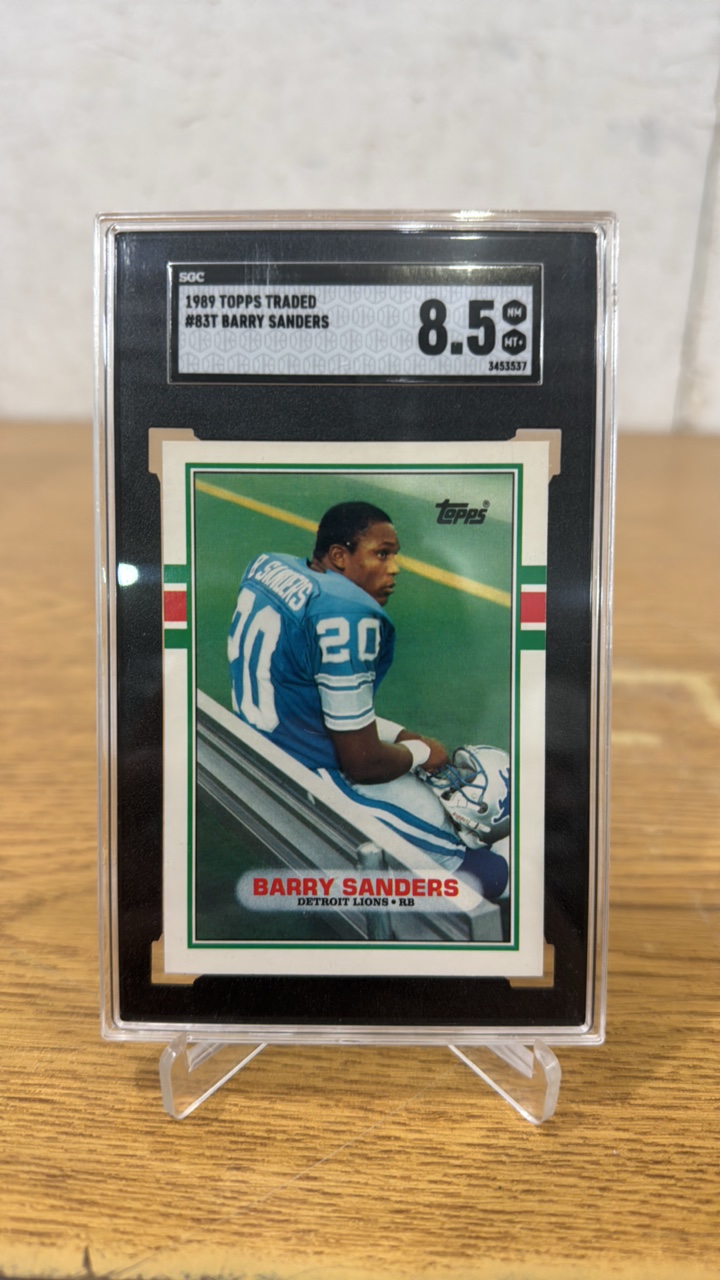 SGC
1989 TOPPS TRADED
#83T BARRY SANDERS
8.5
NM
MT+
3453537
topps®
B. SANDERS
20
20
BARRY SANDERS
DETROIT LIONS • RB